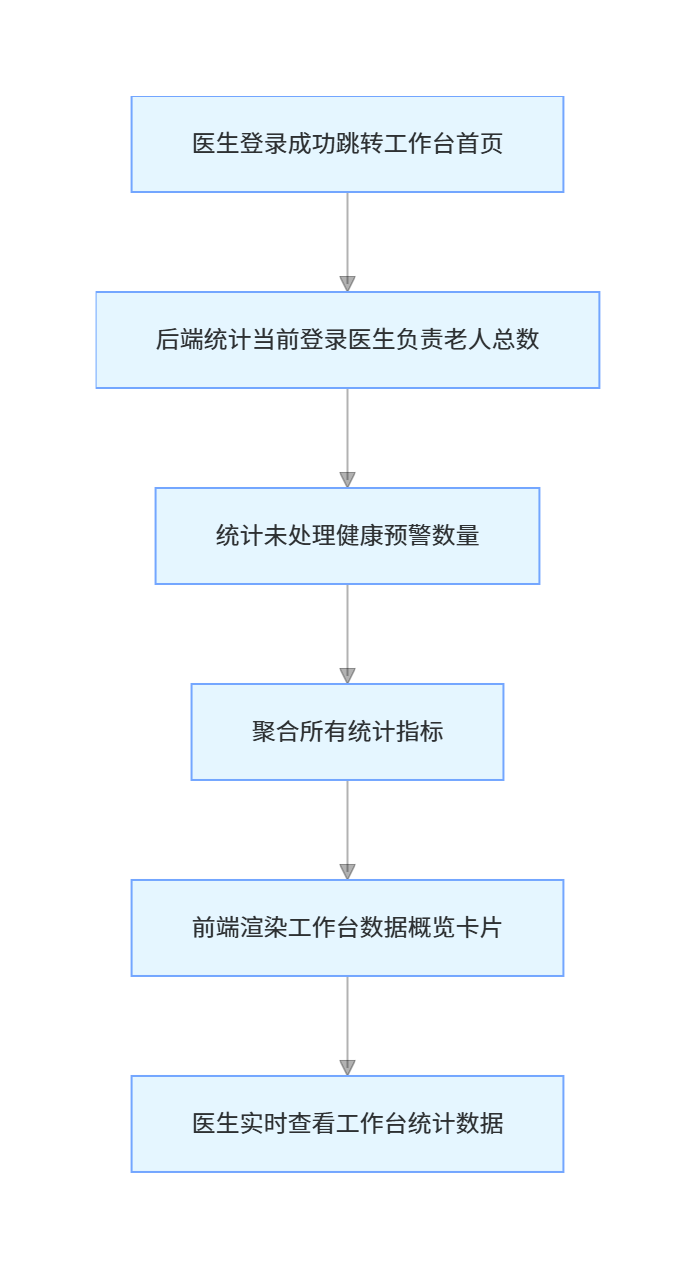 医生登录成功跳转工作台首页
后端统计当前登录医生负责老人总数
统计未处理健康预警数量
聚合所有统计指标
前端渲染工作台数据概览卡片
医生实时查看工作台统计数据